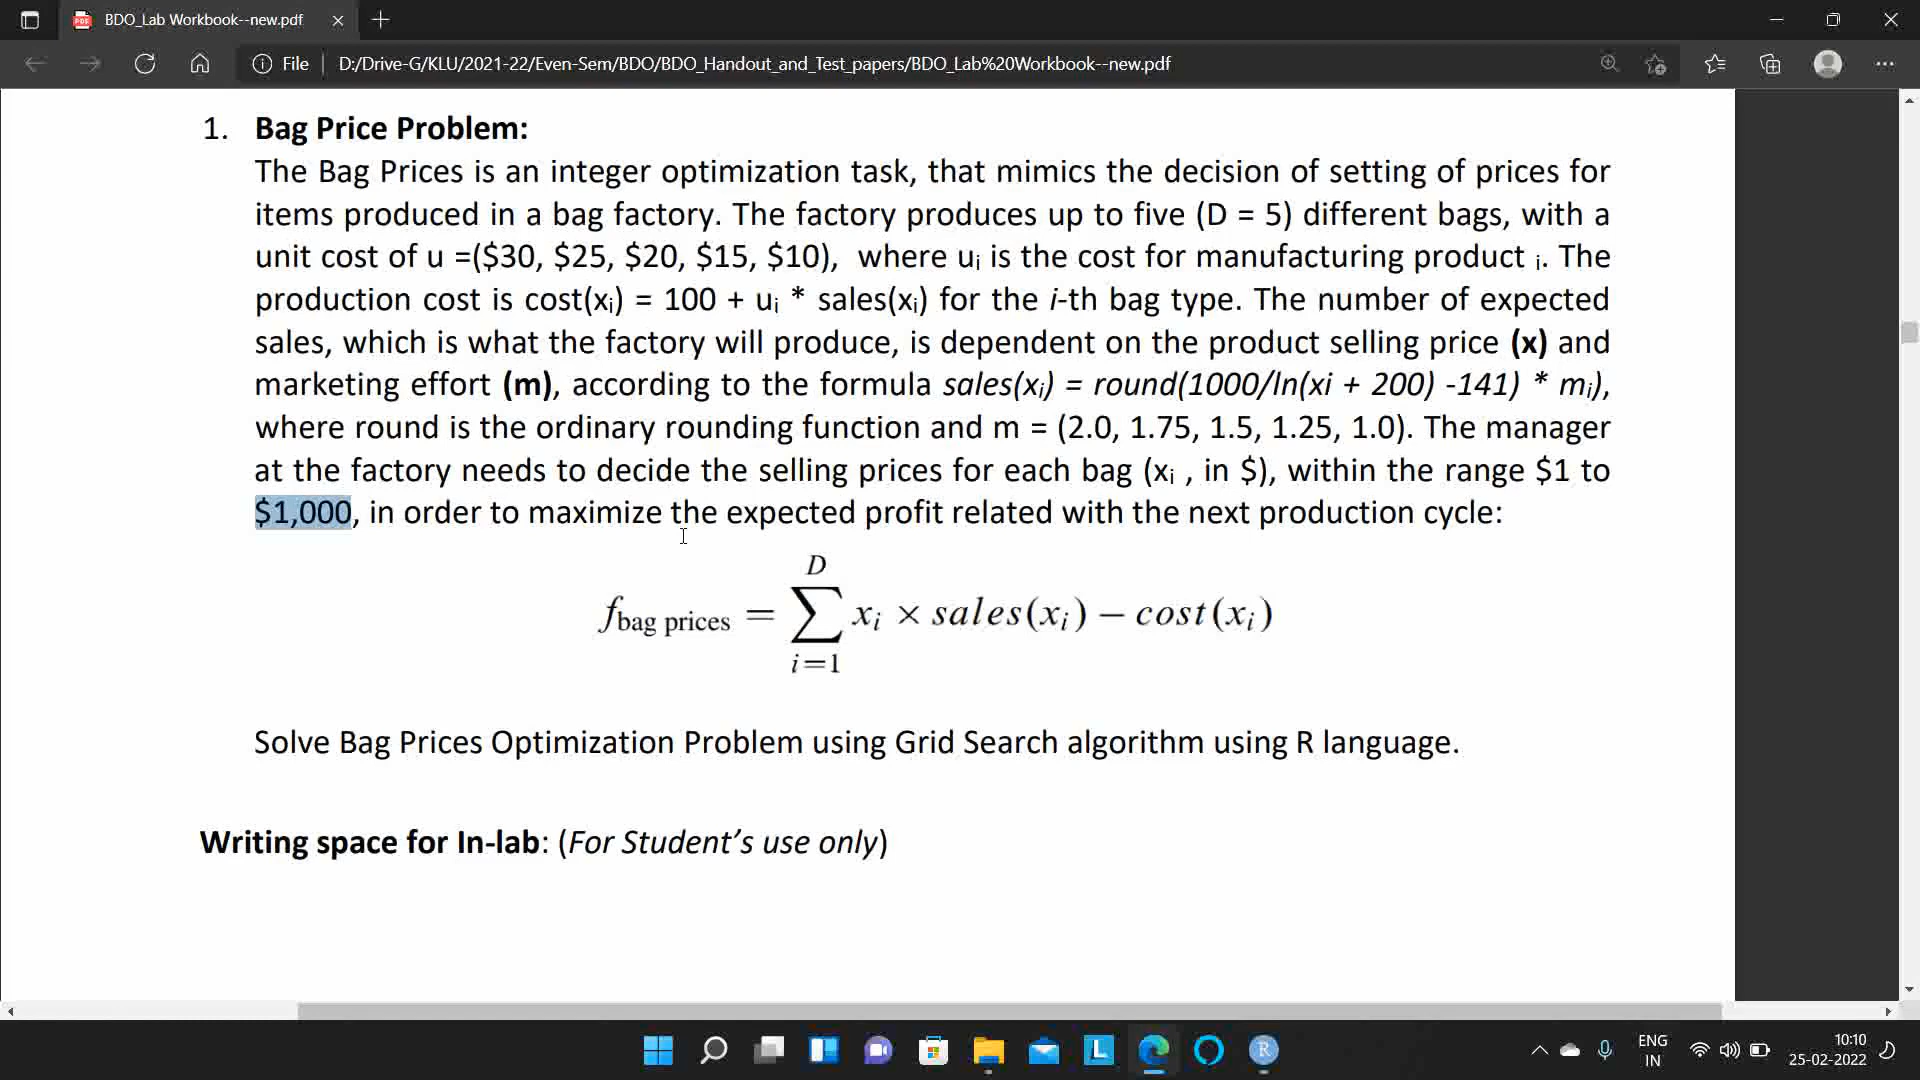 BDO_Lab Workbook--new.pdf
File
D:/Drive-G/KLU/2021-22/Even-Sem/BDO/BDO_Handout_and_Test_papers/BDO_Lab%20Workbook--new.pdf
1. Bag Price Problem:
The Bag Prices is an integer optimization task, that mimics the decision of setting of prices for
items produced in a bag factory. The factory produces up to five (D = 5) different bags, with a
unit cost of u =($30, $25, $20, $15, $10), where uᵢ is the cost for manufacturing product ᵢ. The
production cost is cost(xᵢ) = 100 + uᵢ * sales(xᵢ) for the i-th bag type. The number of expected
sales, which is what the factory will produce, is dependent on the product selling price (x) and
marketing effort (m), according to the formula sales(xᵢ) = round(1000/ln(xi + 200) -141) * mᵢ),
where round is the ordinary rounding function and m = (2.0, 1.75, 1.5, 1.25, 1.0). The manager
at the factory needs to decide the selling prices for each bag (xᵢ , in $), within the range $1 to
$1,000, in order to maximize the expected profit related with the next production cycle:
f bag prices = ∑ i=1 D xᵢ × sales(xᵢ) – cost(xᵢ)
Solve Bag Prices Optimization Problem using Grid Search algorithm using R language.
Writing space for In-lab: (For Student’s use only)
L
R
ENG
IN
10:10
25-02-2022